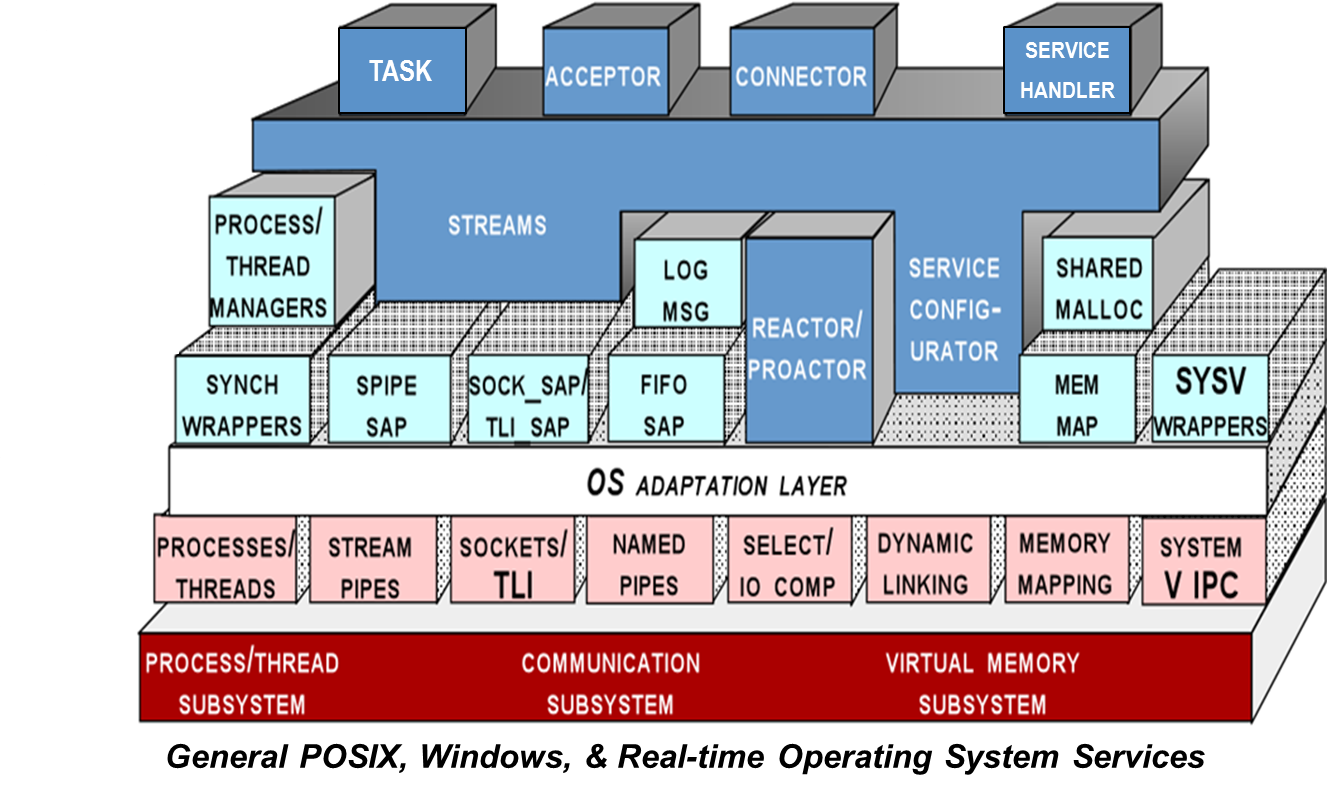 TASK
ACCEPTOR
CONNECTOR
SERVICE
HANDLER
PROCESS/
THREAD
MANAGERS
STREAMS
LOG
MSG
REACTOR/
PROACTOR
SERVICE
CONFIG-
URATOR
SHARED
MALLOC
SYNCH
WRAPPERS
SPIPE
SAP
SOCK_SAP/
TLI_SAP
FIFO
SAP
MEM
MAP
SYSV
WRAPPERS
OS ADAPTATION LAYER
PROCESSES/
THREADS
STREAM
PIPES
SOCKETS/
TLI
NAMED
PIPES
SELECT/
IO COMP
DYNAMIC
LINKING
MEMORY
MAPPING
SYSTEM
V IPC
PROCESS/THREAD
SUBSYSTEM
COMMUNICATION
SUBSYSTEM
VIRTUAL MEMORY
SUBSYSTEM
General POSIX, Windows, & Real-time Operating System Services